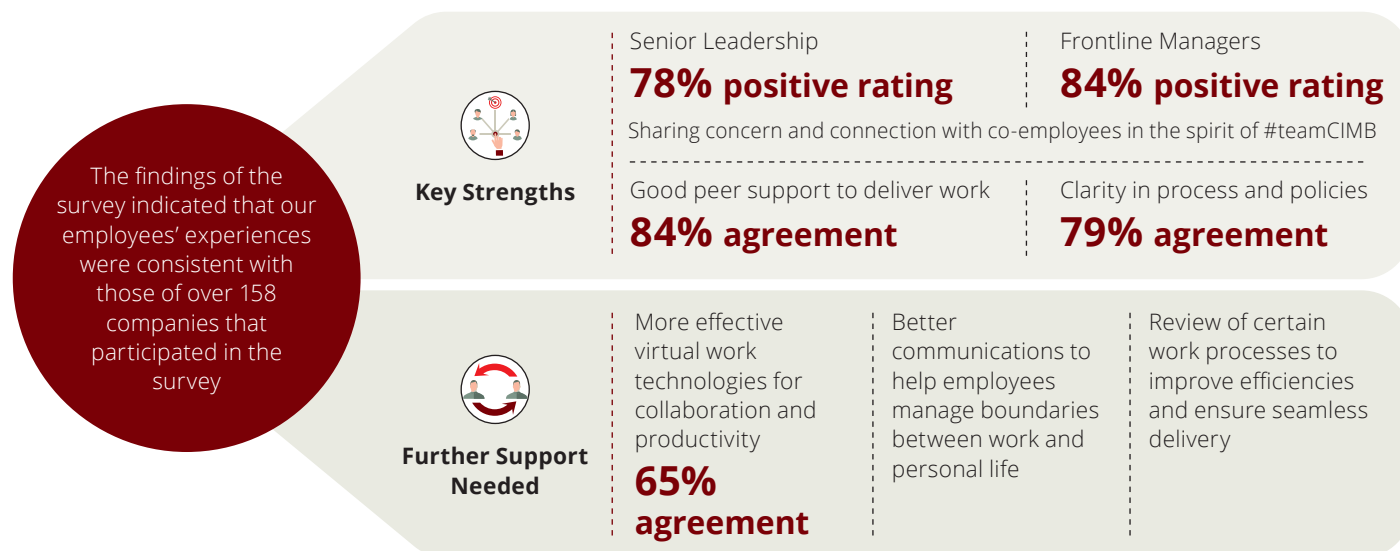 The findings of the
survey indicated that our
employees’ experiences
were consistent with
those of over 158
companies that
participated in the
survey
Key Strengths
Senior Leadership
78% positive rating
Frontline Managers
84% positive rating
Sharing concern and connection with co-employees in the spirit of #teamCIMB
Good peer support to deliver work
84% agreement
Clarity in process and policies
79% agreement
Further Support
Needed
More effective
virtual work
technologies for
collaboration and
productivity
65%
agreement
Better
communications to
help employees
manage boundaries
between work and
personal life
Review of certain
work processes to
improve efficiencies
and ensure seamless
delivery